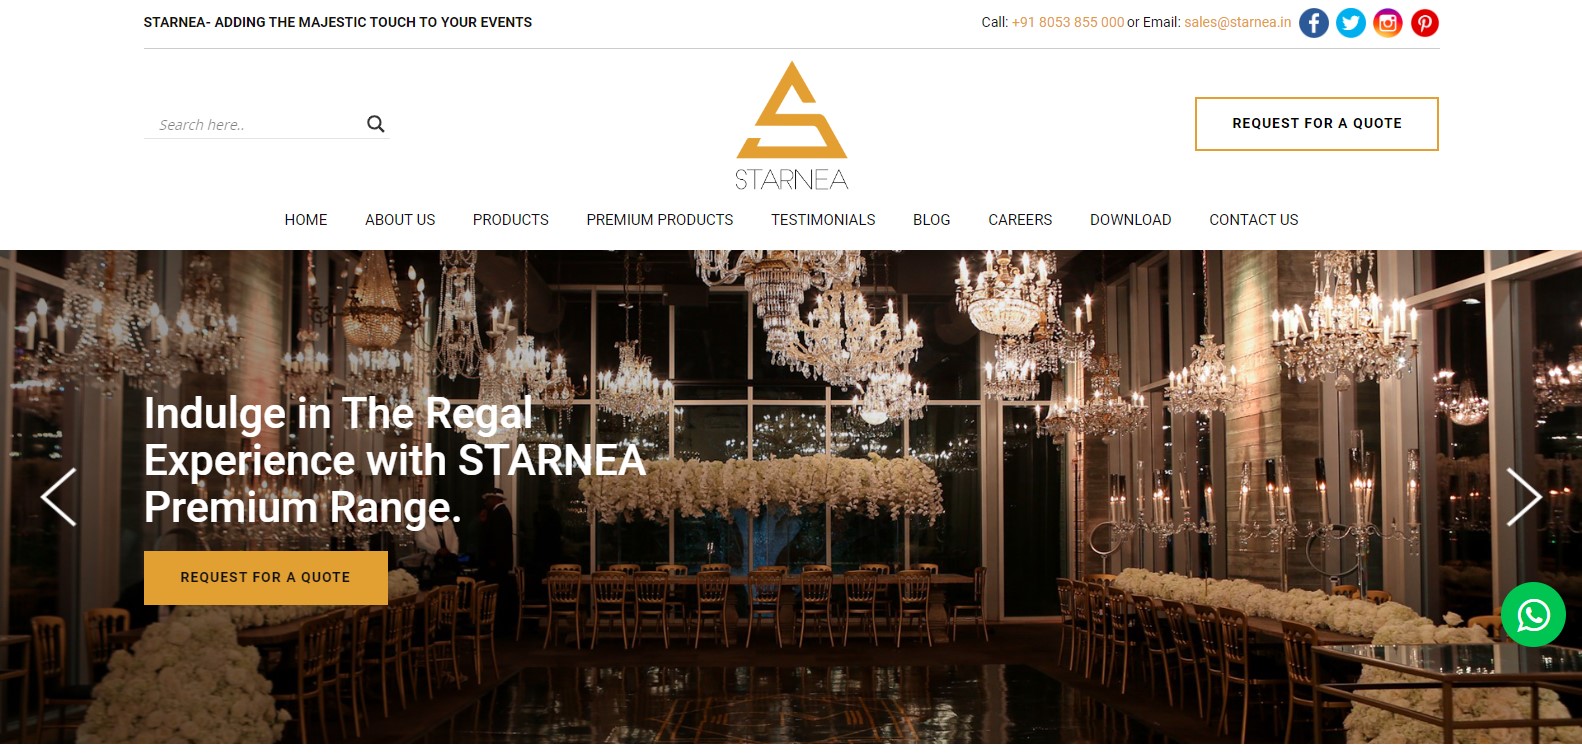 STARNEA- ADDING THE MAJESTIC TOUCH TO YOUR EVENTS
Call: +91 8053 855 000 or Email: sales@starnea.in
Search here..
STARNEA
REQUEST FOR A QUOTE
HOME ABOUT US PRODUCTS PREMIUM PRODUCTS TESTIMONIALS BLOG CAREERS DOWNLOAD CONTACT US
Indulge in The Regal
Experience with STARNEA
Premium Range.
REQUEST FOR A QUOTE